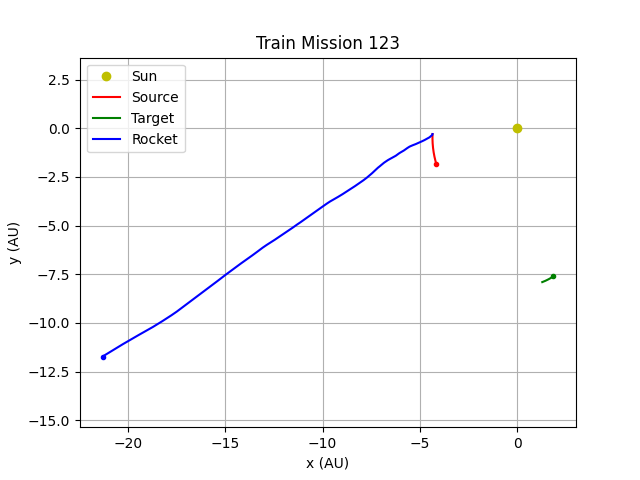 Train Mission 123
Sun
Source
Target
Rocket
2.5
0.0
−2.5
−5.0
−7.5
−10.0
−12.5
−15.0
y (AU)
−20
−15
−10
−5
0
x (AU)